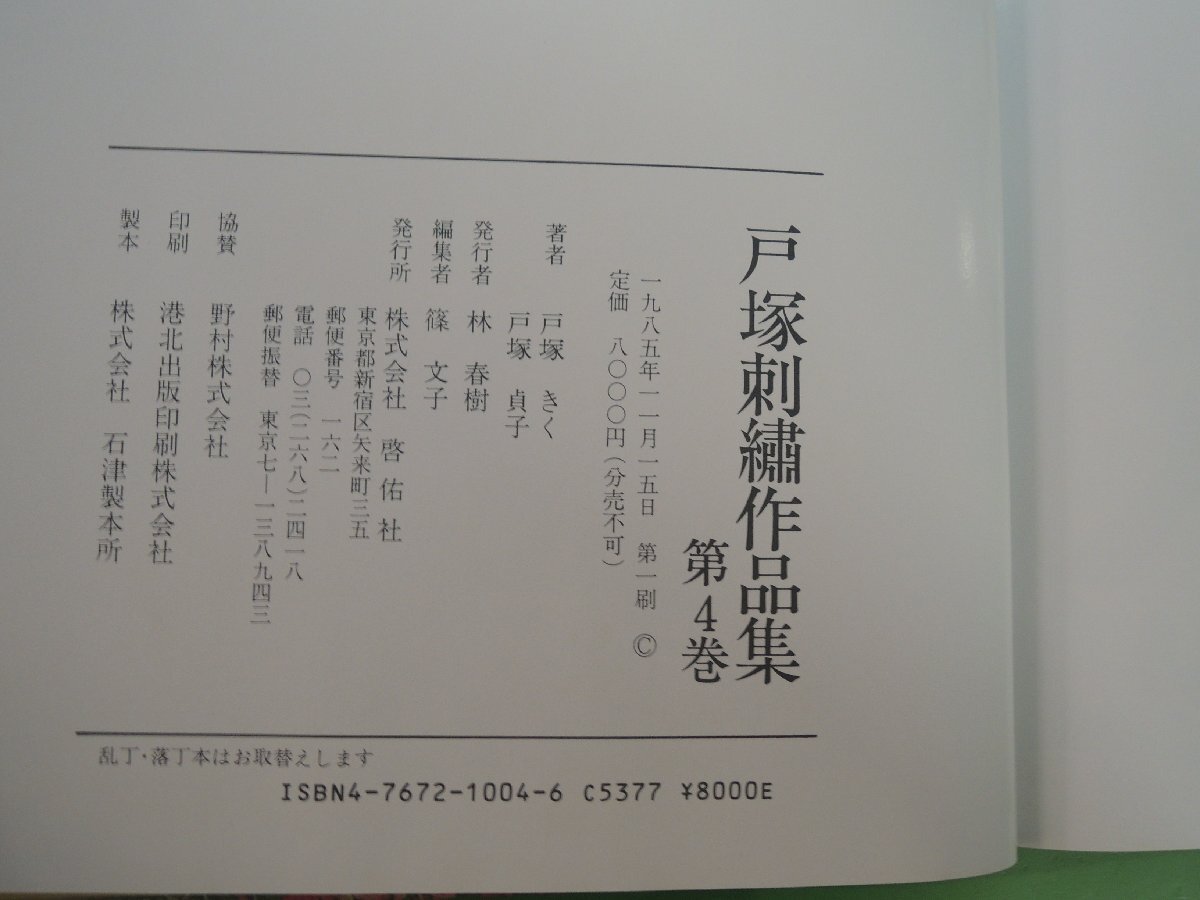 戸塚刺繡作品集
第4巻
一九八五年一一月一五日 第一刷 ©
定価 八〇〇〇円(分売不可)
著者 戸塚 きく
戸塚 貞子
発行者 林 春樹
編集者 篠 文子
発行所 株式会社 啓佑社
東京都新宿区矢来町三五
郵便番号 一六二
電話 〇三(二六八)二四一八
郵便振替 東京七―一三八九四三
協賛 野村株式会社
印刷 港北出版印刷株式会社
製本 株式会社 石津製本所
乱丁・落丁本はお取替えします
ISBN4-7672-1004-6 C5377 ¥8000E